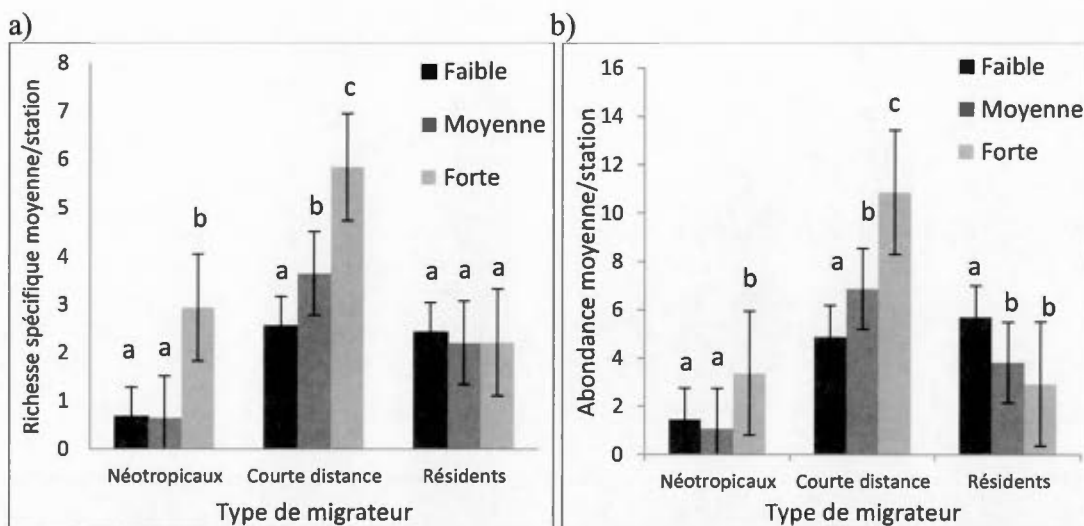 a)
Richesse spécifique moyenne/station
8
7
6
5
4
3
2
1
0
Faible
Moyenne
Forte
a a b
a b c
a a a
Néotropicaux Courte distance Résidents
Type de migrateur
b)
Abondance moyenne/station
16
14
12
10
8
6
4
2
0
Faible
Moyenne
Forte
a a b
a b c
a b b
Néotropicaux Courte distance Résidents
Type de migrateur